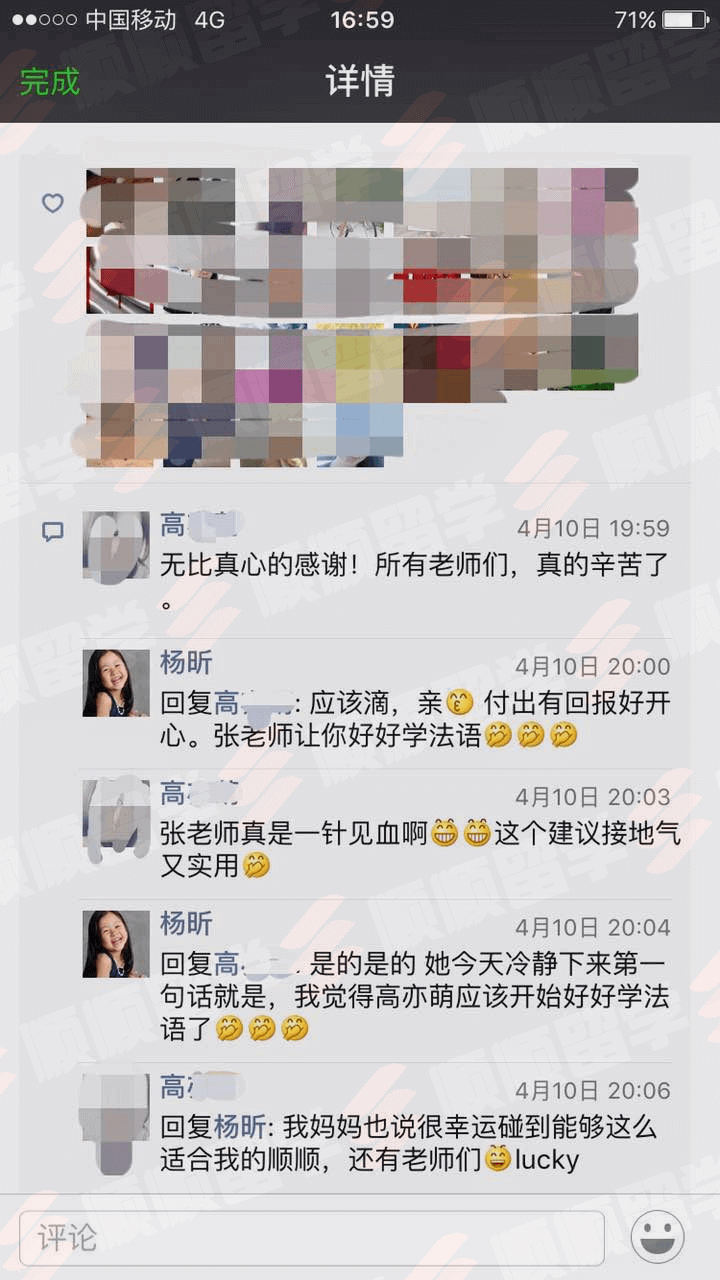 中国移动 4G 16:59 71%
完成 详情
高
4月10日 19:59
无比真心的感谢！所有老师们，真的辛苦了
。
杨昕 4月10日 20:00
回复高: 应该滴，亲😙 付出有回报好开
心。张老师让你好好学法语🤭🤭🤭
高 4月10日 20:03
张老师真是一针见血啊😁😁这个建议接地气
又实用🤭
杨昕 4月10日 20:04
回复高 是的是的 她今天冷静下来第一
句话就是，我觉得高亦萌应该开始好好学法
语了🤭🤭🤭
高 4月10日 20:06
回复杨昕: 我妈妈也说很幸运碰到能够这么
适合我的顺顺，还有老师们😄lucky
评论
顺顺留学